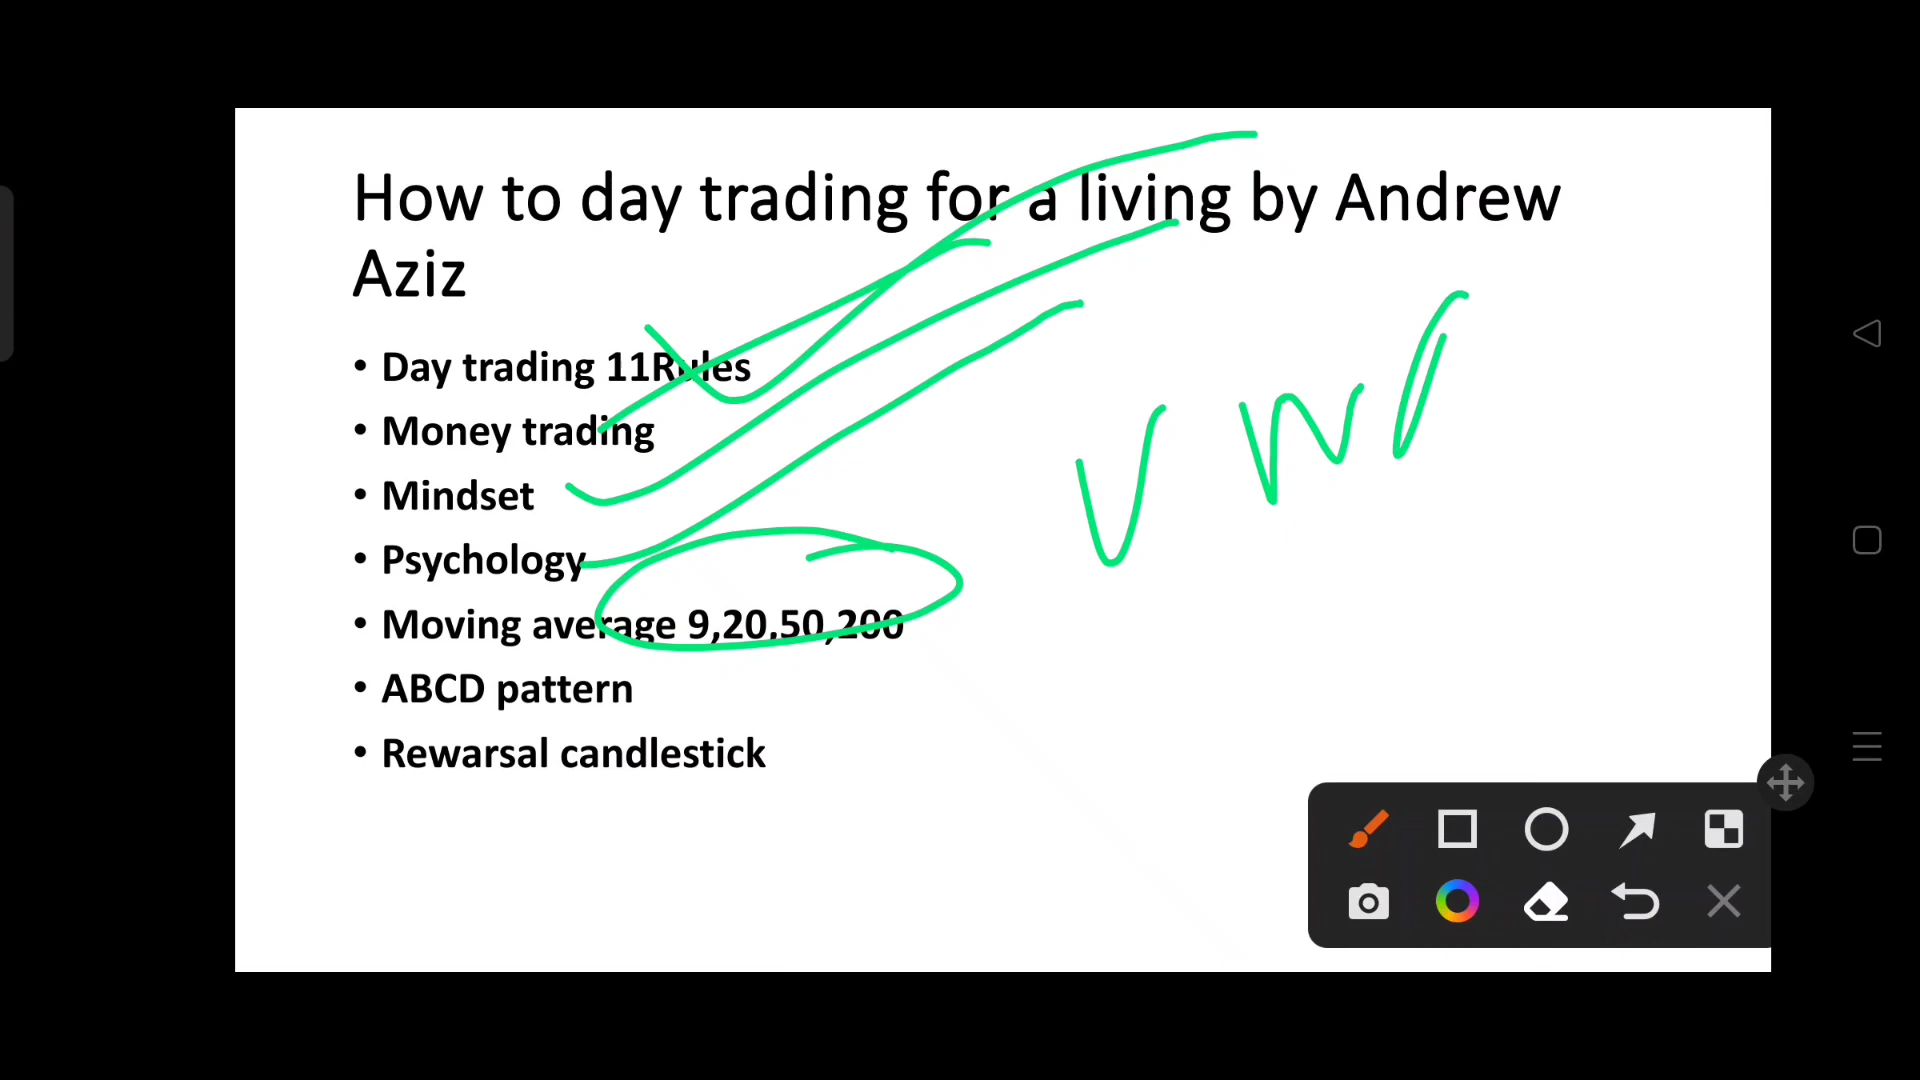 How to day trading for a living by Andrew
Aziz
• Day trading 11Rules
• Money trading
• Mindset
• Psychology
• Moving average 9,20,50,200
• ABCD pattern
• Rewarsal candlestick